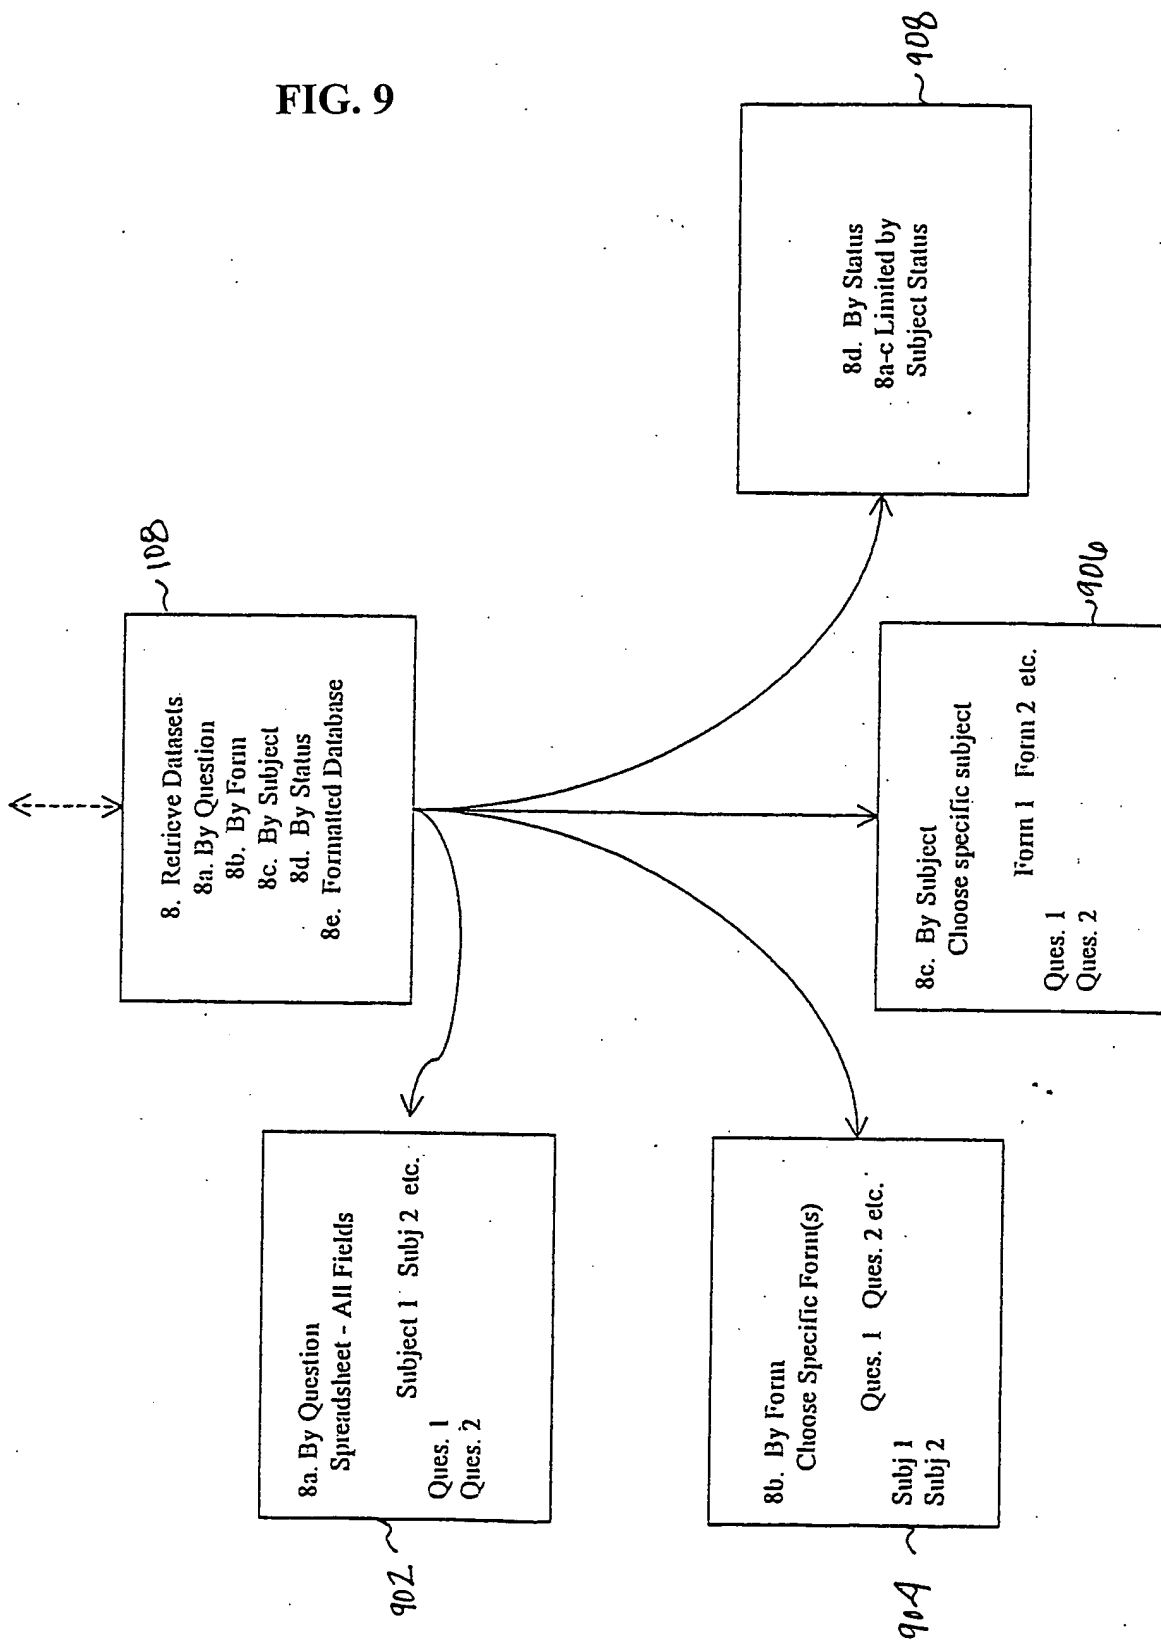 FIG. 9
108
8. Retrieve Datasets
8a. By Question
8b. By Form
8c. By Subject
8d. By Status
8e. Formatted Database
902
8a. By Question
Spreadsheet - All Fields
Subject 1 Subj 2 etc.
Ques. 1
Ques. 2
904
8b. By Form
Choose Specific Form(s)
Ques. 1 Ques. 2 etc.
Subj 1
Subj 2
906
8c. By Subject
Choose specific subject
Form 1 Form 2 etc.
Ques. 1
Ques. 2
908
8d. By Status
8a-c Limited by
Subject Status